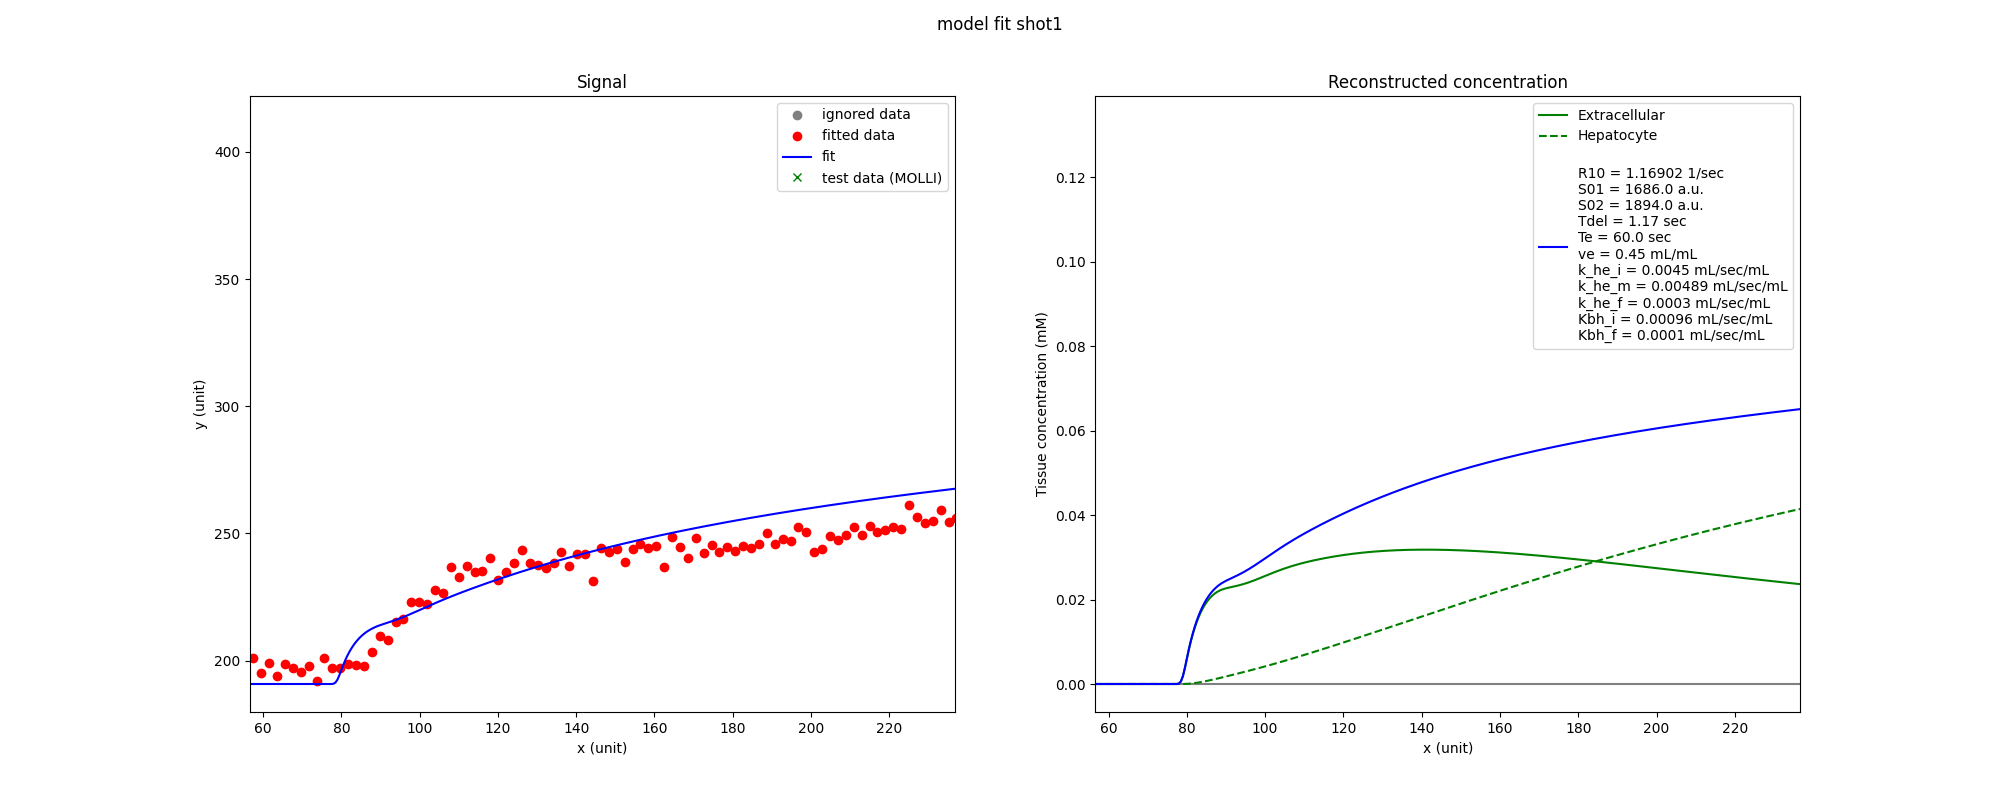 model fit shot1
Signal
ignored data
fitted data
fit
test data (MOLLI)
400
350
300
250
200
y (unit)
60 80 100 120 140 160 180 200 220
x (unit)
Reconstructed concentration
Extracellular
Hepatocyte
R10 = 1.16902 1/sec
S01 = 1686.0 a.u.
S02 = 1894.0 a.u.
Tdel = 1.17 sec
Te = 60.0 sec
ve = 0.45 mL/mL
k_he_i = 0.0045 mL/sec/mL
k_he_m = 0.00489 mL/sec/mL
k_he_f = 0.0003 mL/sec/mL
Kbh_i = 0.00096 mL/sec/mL
Kbh_f = 0.0001 mL/sec/mL
0.12
0.10
0.08
0.06
0.04
0.02
0.00
Tissue concentration (mM)
60 80 100 120 140 160 180 200 220
x (unit)